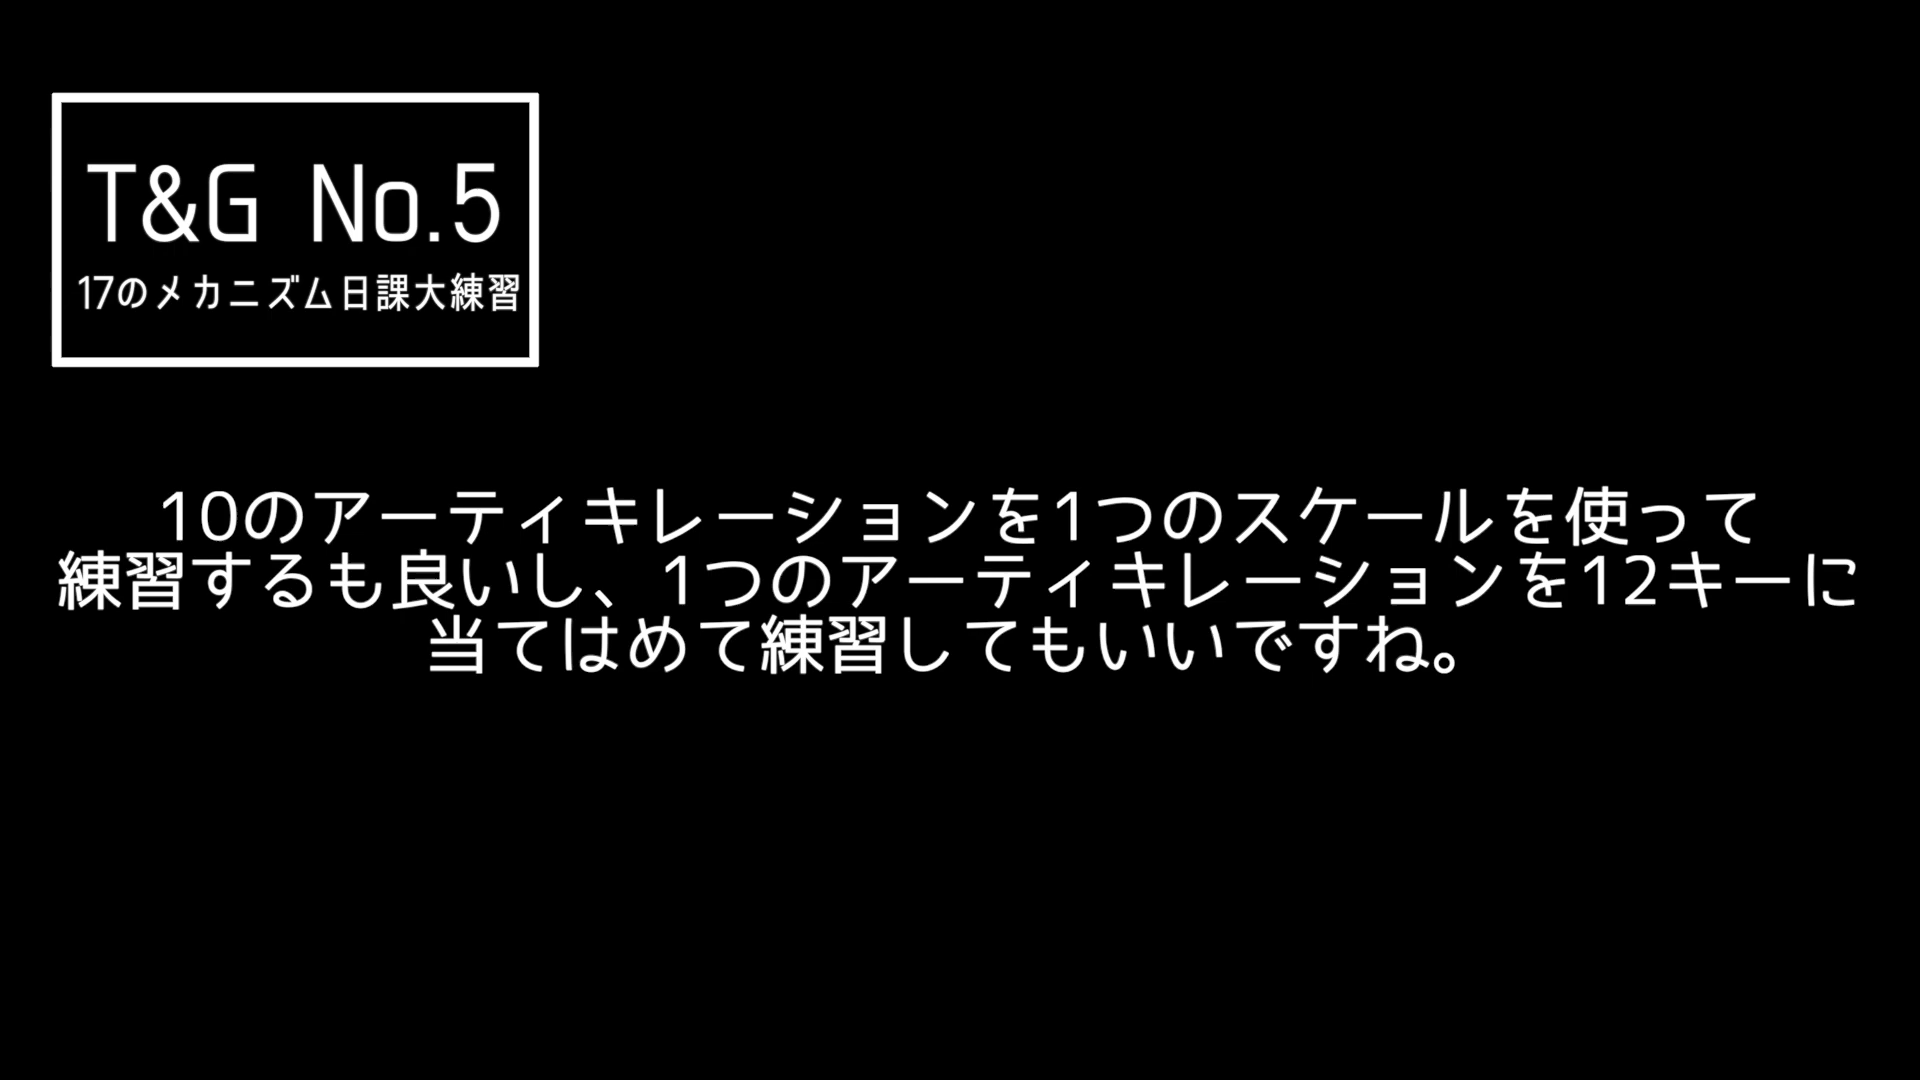 T&G No.5
17のメカニズム日課大練習
10のアーティキレーションを1つのスケールを使って
練習するも良いし、1つのアーティキレーションを12キーに
当てはめて練習してもいいですね。